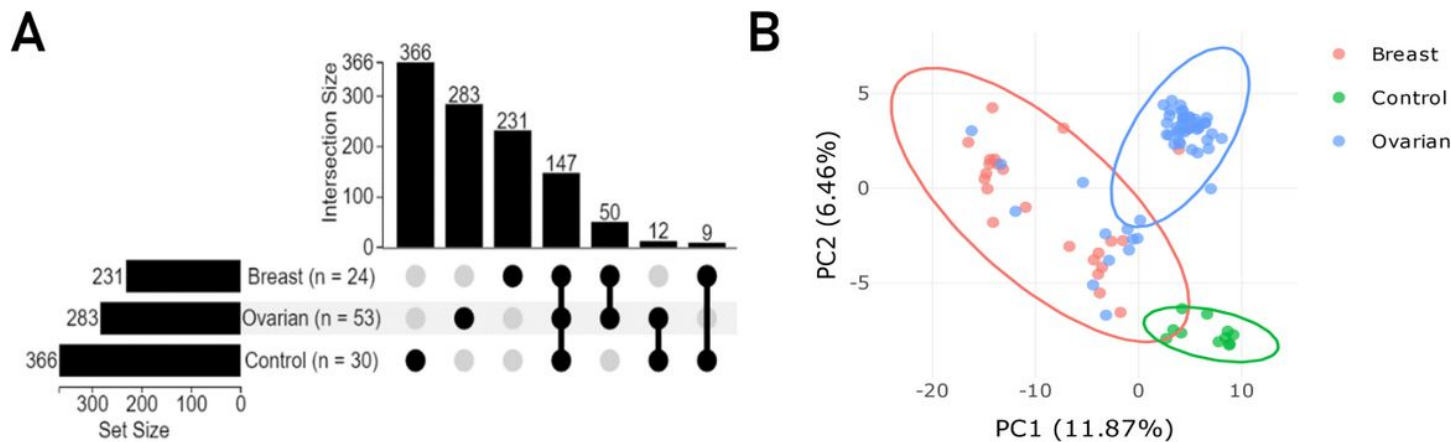 A
Intersection Size
366
300
200
100
0
366
283
231
147
50
12
9
231
283
366
Breast (n = 24)
Ovarian (n = 53)
Control (n = 30)
300 200 100 0
Set Size
B
PC2 (6.46%)
5
0
-5
-20 -10 0 10
PC1 (11.87%)
Breast
Control
Ovarian